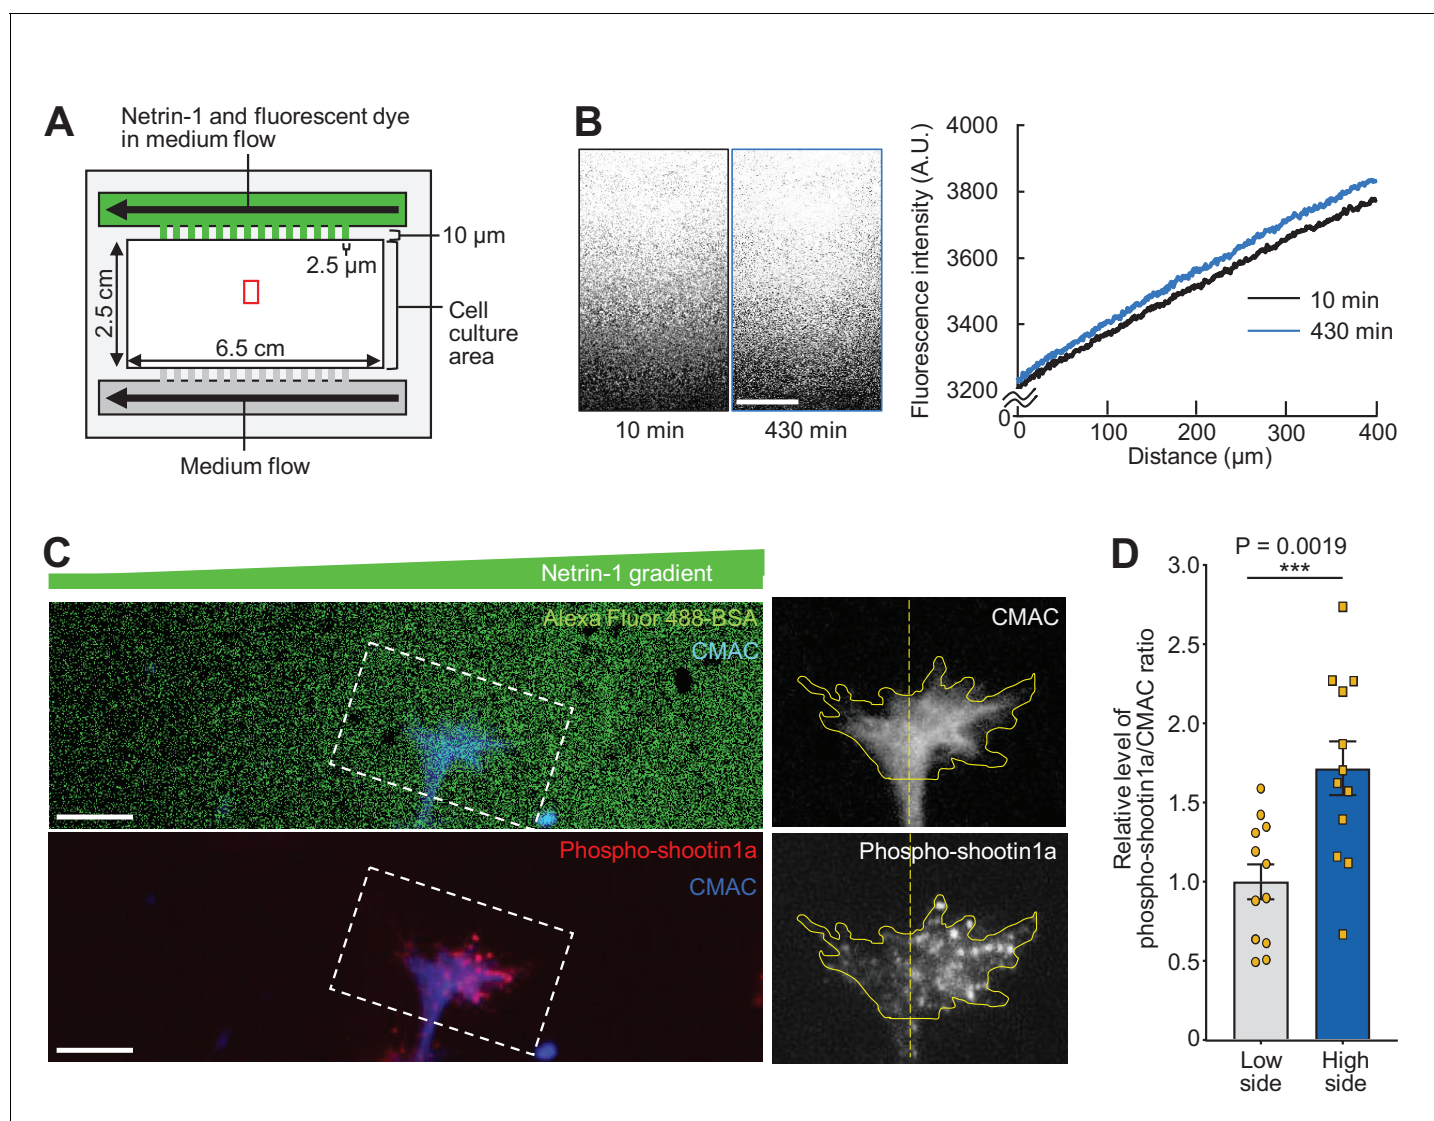 A
Netrin-1 and fluorescent dye
in medium flow
10 µm
2.5 µm
2.5 cm
6.5 cm
Cell
culture
area
Medium flow
B
10 min
430 min
Fluorescence intensity (A.U.)
4000
3800
3600
3400
3200
0
0
100
200
300
400
Distance (µm)
10 min
430 min
C
Netrin-1 gradient
Alexa Fluor 488-BSA
CMAC
CMAC
Phospho-shootin1a
CMAC
Phospho-shootin1a
D
P = 0.0019
***
Relative level of
phospho-shootin1a/CMAC ratio
3.0
2.5
2.0
1.5
1.0
0.5
0
Low
side
High
side